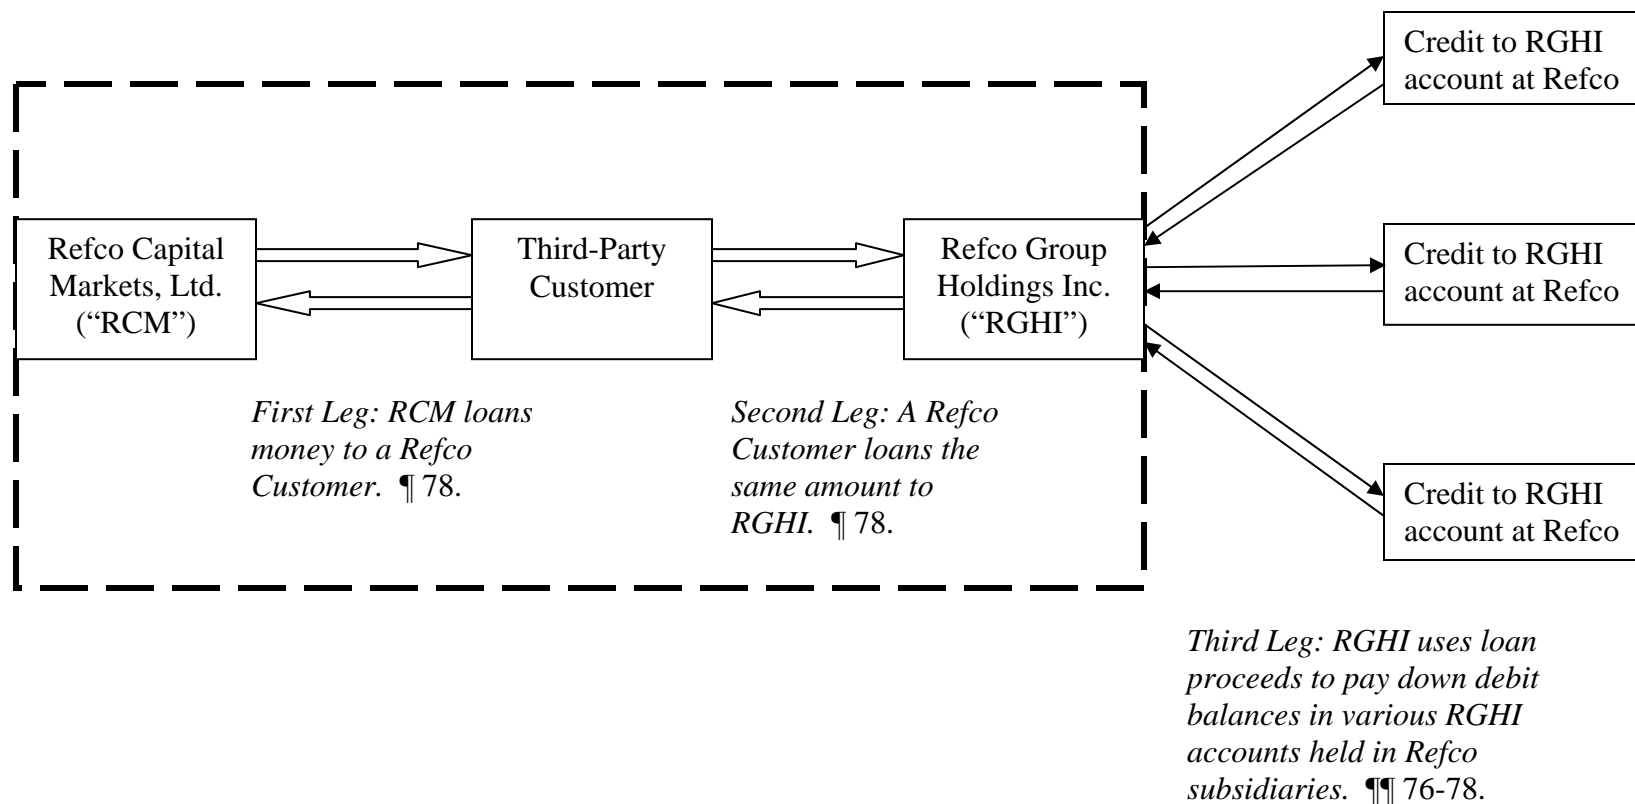 Credit to RGHI
account at Refco
Refco Capital
Markets, Ltd.
(“RCM”)
Third-Party
Customer
Refco Group
Holdings Inc.
(“RGHI”)
Credit to RGHI
account at Refco
First Leg: RCM loans
money to a Refco
Customer. ¶ 78.
Second Leg: A Refco
Customer loans the
same amount to
RGHI. ¶ 78.
Credit to RGHI
account at Refco
Third Leg: RGHI uses loan
proceeds to pay down debit
balances in various RGHI
accounts held in Refco
subsidiaries. ¶¶ 76-78.